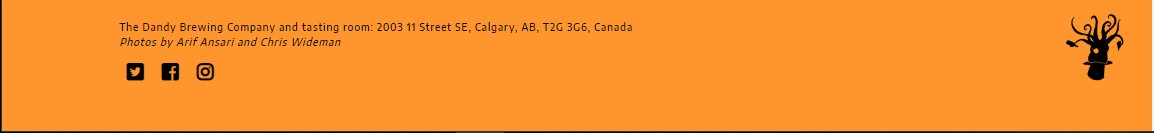 The Dandy Brewing Company and tasting room: 2003 11 Street SE, Calgary, AB, T2G 3G6, Canada
Photos by Arif Ansari and Chris Wideman